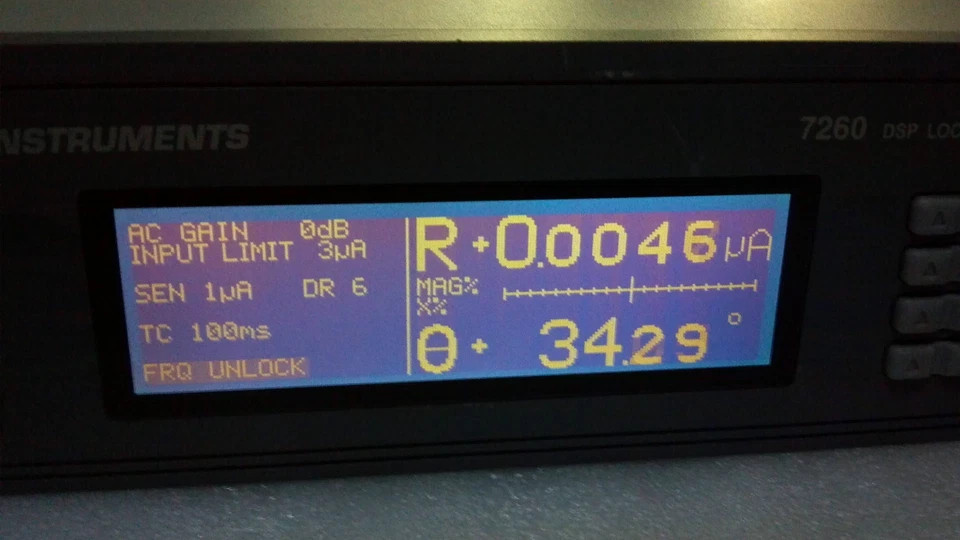 INSTRUMENTS
7260 DSP LOC
AC GAIN 0dB
INPUT LIMIT 3µA
SEN 1µA DR 6
TC 100ms
FRQ UNLOCK
R +0.0046 µA
MAG%
X%
θ + 34.29 °